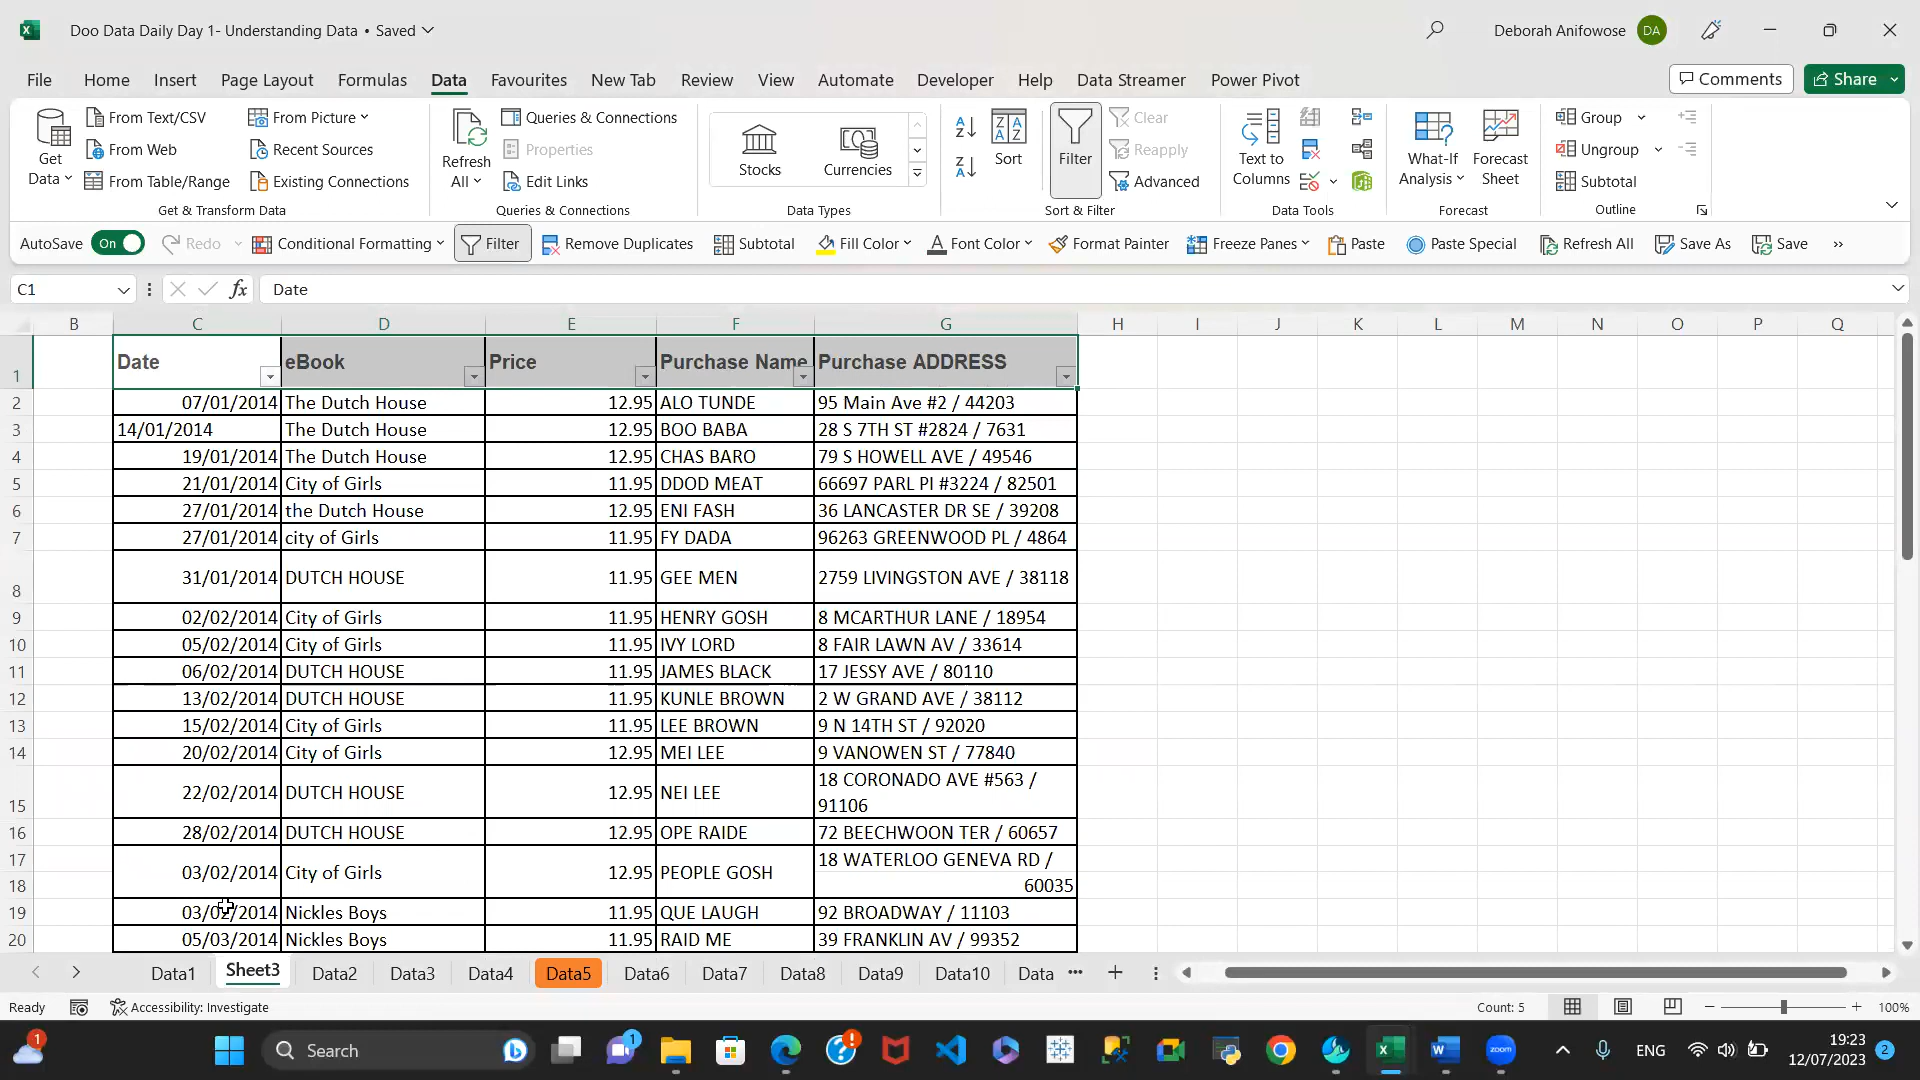 Doo Data Daily Day 1- Understanding Data • Saved
Deborah Anifowose DA
File Home Insert Page Layout Formulas Data Favourites New Tab Review View Automate Developer Help Data Streamer Power Pivot Comments Share
Get Data
From Text/CSV
From Web
From Table/Range
From Picture
Recent Sources
Existing Connections
Get & Transform Data
Refresh All
Queries & Connections
Properties
Edit Links
Queries & Connections
Stocks Currencies
Data Types
A Z
Z A
Z A A Z
Sort
Filter
Clear
Reapply
Advanced
Sort & Filter
Text to Columns
Data Tools
What-If Analysis
Forecast Sheet
Forecast
Group
Ungroup
Subtotal
Outline
AutoSave On Redo Conditional Formatting Filter Remove Duplicates Subtotal Fill Color A Font Color Format Painter Freeze Panes Paste Paste Special Refresh All Save As Save »
C1 fx Date
B C D E F G H I J K L M N O P Q
1 Date eBook Price Purchase Name Purchase ADDRESS
2 07/01/2014 The Dutch House 12.95 ALO TUNDE 95 Main Ave #2 / 44203
3 14/01/2014 The Dutch House 12.95 BOO BABA 28 S 7TH ST #2824 / 7631
4 19/01/2014 The Dutch House 12.95 CHAS BARO 79 S HOWELL AVE / 49546
5 21/01/2014 City of Girls 11.95 DDOD MEAT 66697 PARL PI #3224 / 82501
6 27/01/2014 the Dutch House 12.95 ENI FASH 36 LANCASTER DR SE / 39208
7 27/01/2014 city of Girls 11.95 FY DADA 96263 GREENWOOD PL / 4864
8 31/01/2014 DUTCH HOUSE 11.95 GEE MEN 2759 LIVINGSTON AVE / 38118
9 02/02/2014 City of Girls 11.95 HENRY GOSH 8 MCARTHUR LANE / 18954
10 05/02/2014 City of Girls 11.95 IVY LORD 8 FAIR LAWN AV / 33614
11 06/02/2014 DUTCH HOUSE 11.95 JAMES BLACK 17 JESSY AVE / 80110
12 13/02/2014 DUTCH HOUSE 11.95 KUNLE BROWN 2 W GRAND AVE / 38112
13 15/02/2014 City of Girls 11.95 LEE BROWN 9 N 14TH ST / 92020
14 20/02/2014 City of Girls 12.95 MEI LEE 9 VANOWEN ST / 77840
15 22/02/2014 DUTCH HOUSE 12.95 NEI LEE 18 CORONADO AVE #563 /
91106
16 28/02/2014 DUTCH HOUSE 12.95 OPE RAIDE 72 BEECHWOON TER / 60657
17 03/02/2014 City of Girls 12.95 PEOPLE GOSH 18 WATERLOO GENEVA RD /
18 60035
19 03/02/2014 Nickles Boys 11.95 QUE LAUGH 92 BROADWAY / 11103
20 05/03/2014 Nickles Boys 11.95 RAID ME 39 FRANKLIN AV / 99352
Data1 Sheet3 Data2 Data3 Data4 Data5 Data6 Data7 Data8 Data9 Data10 Data ...
Ready Accessibility: Investigate Count: 5 100%
1 Search 1 zoom ENG 19:23
12/07/2023 2